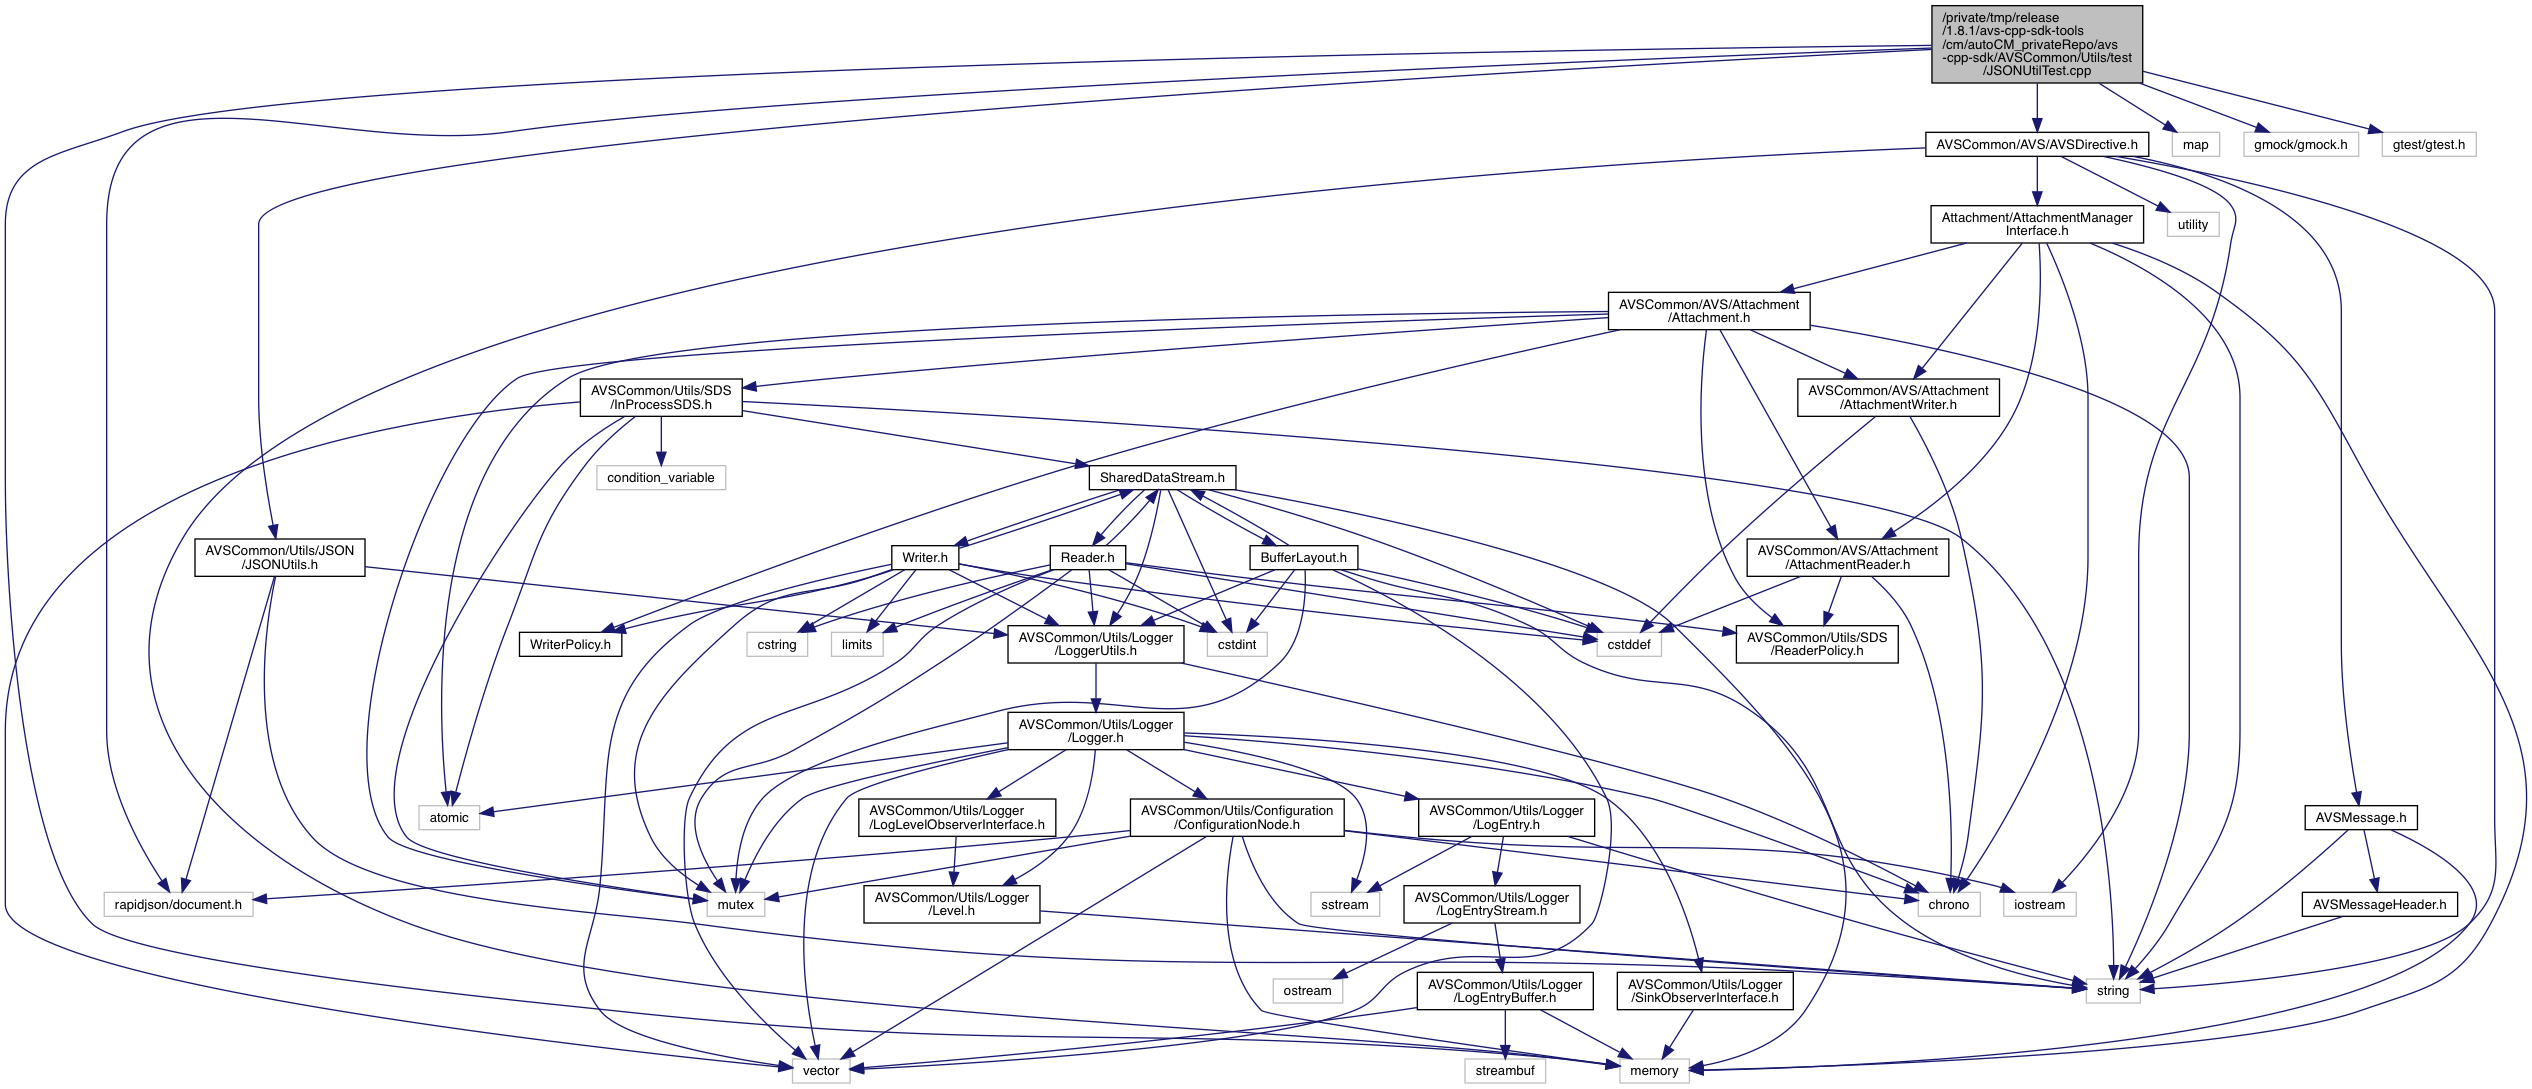 /private/tmp/release
/1.8.1/avs-cpp-sdk-tools
/cm/autoCM_privateRepo/avs
-cpp-sdk/AVSCommon/Utils/test
/JSONUtilTest.cpp
AVSCommon/AVS/AVSDirective.h
map
gmock/gmock.h
gtest/gtest.h
Attachment/AttachmentManager
Interface.h
utility
AVSCommon/AVS/Attachment
/Attachment.h
AVSCommon/Utils/SDS
/InProcessSDS.h
AVSCommon/AVS/Attachment
/AttachmentWriter.h
condition_variable
SharedDataStream.h
AVSCommon/Utils/JSON
/JSONUtils.h
Writer.h
Reader.h
BufferLayout.h
AVSCommon/AVS/Attachment
/AttachmentReader.h
WriterPolicy.h
cstring
limits
AVSCommon/Utils/Logger
/LoggerUtils.h
cstdint
cstddef
AVSCommon/Utils/SDS
/ReaderPolicy.h
AVSCommon/Utils/Logger
/Logger.h
atomic
AVSCommon/Utils/Logger
/LogLevelObserverInterface.h
AVSCommon/Utils/Configuration
/ConfigurationNode.h
AVSCommon/Utils/Logger
/LogEntry.h
AVSMessage.h
rapidjson/document.h
mutex
AVSCommon/Utils/Logger
/Level.h
sstream
AVSCommon/Utils/Logger
/LogEntryStream.h
chrono
iostream
AVSMessageHeader.h
ostream
AVSCommon/Utils/Logger
/LogEntryBuffer.h
AVSCommon/Utils/Logger
/SinkObserverInterface.h
string
vector
streambuf
memory